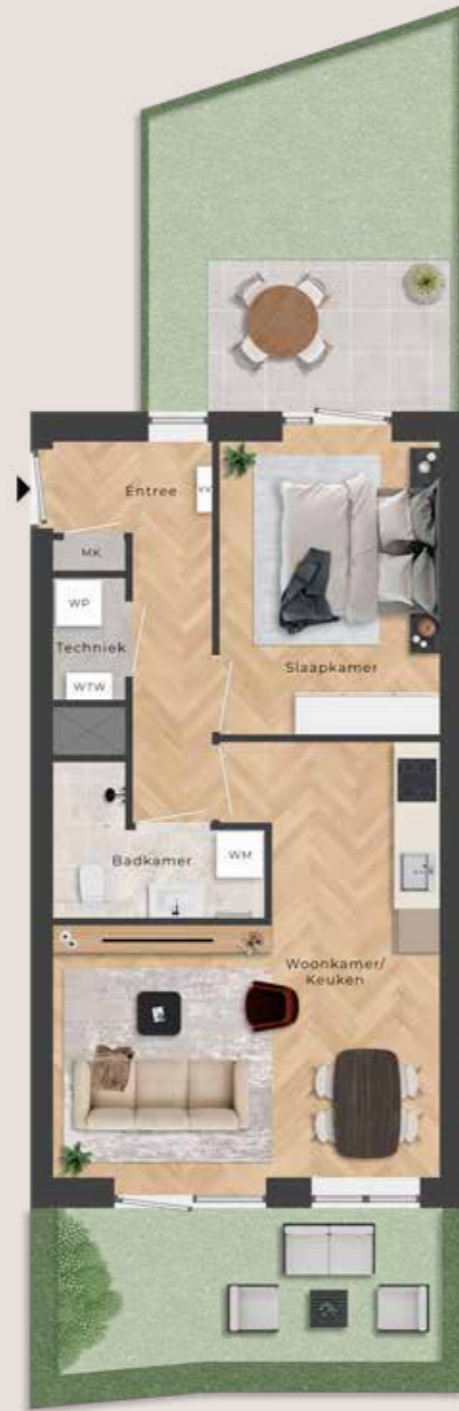 Entree
MK
WP
Techniek
WTW
Slaapkamer
Badkamer
WM
Woonkamer/
Keuken